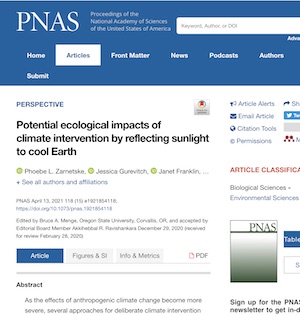 PNAS
Proceedings of the
National Academy of Sciences
of the United States of America
Keyword, Author, or DOI
Adva
Home
Articles
Front Matter
News
Podcasts
Authors
Submit
PERSPECTIVE
Potential ecological impacts of
climate intervention by reflecting sunlight
to cool Earth
Phoebe L. Zarnetske, Jessica Gurevitch, Janet Franklin, …
+ See all authors and affiliations
PNAS April 13, 2021 118 (15) e1921854118;
https://doi.org/10.1073/pnas.1921854118
Edited by Bruce A. Menge, Oregon State University, Corvallis, OR, and accepted by
Editorial Board Member Akkihebbal R. Ravishankara December 29, 2020 (received
for review February 28, 2020)
Article
Figures & SI
Info & Metrics
PDF
Abstract
As the effects of anthropogenic climate change become more
severe, several approaches for deliberate climate intervention to
Article Alerts
Sh
Email Article
Tw
Citation Tools
Permissions
M
ARTICLE CLASSIFICA
Biological Sciences
Environmental Sciences
PNAS
Table
S
Sign up for the PNAS
newsletter to get in-d